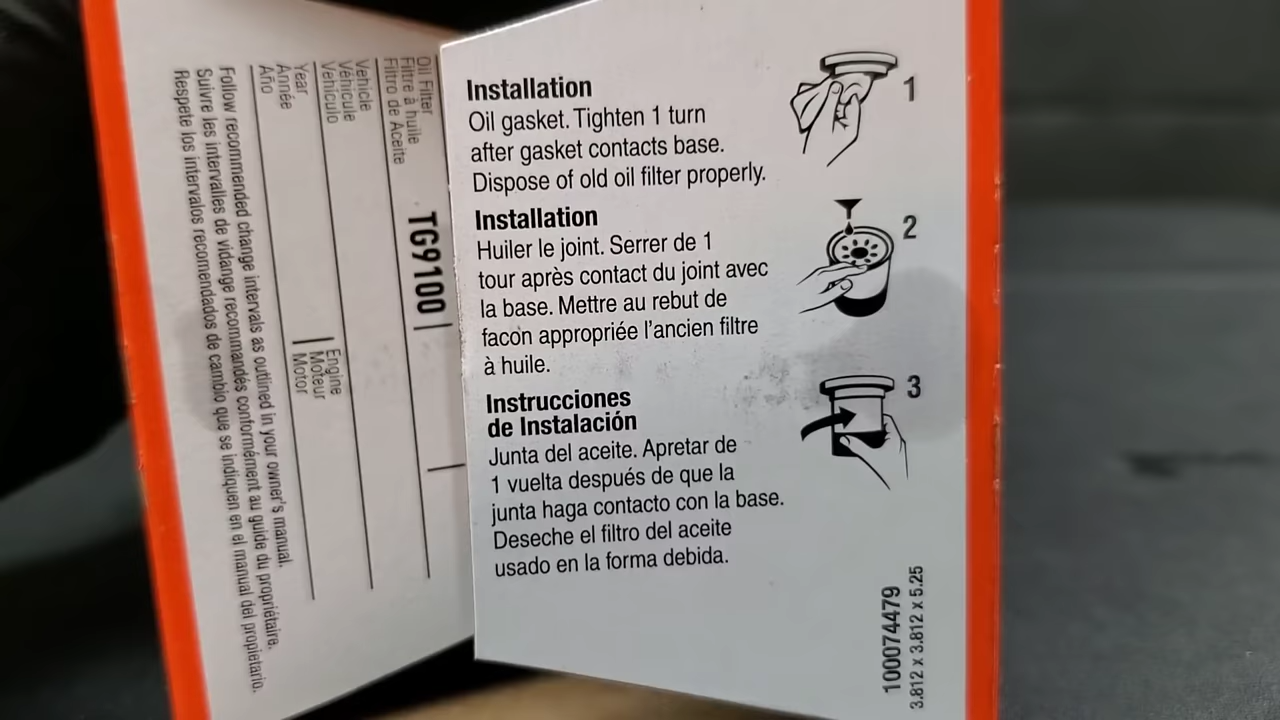 Oil Filter
Filtre à huile
Filtro de Aceite
TG9100
Vehicle
Véhicule
Vehículo
Year
Année
Año
Engine
Moteur
Motor
Follow recommended change intervals as outlined in your owner's manual.
Suivre les intervalles de vidange recommandés conformément au guide du propriétaire.
Respete los intervalos recomendados de cambio que se indiquen en el manual del propietario.
Installation
Oil gasket. Tighten 1 turn
after gasket contacts base.
Dispose of old oil filter properly.
Installation
Huiler le joint. Serrer de 1
tour après contact du joint avec
la base. Mettre au rebut de
facon appropriée l'ancien filtre
à huile.
Instrucciones
de Instalación
Junta del aceite. Apretar de
1 vuelta después de que la
junta haga contacto con la base.
Deseche el filtro del aceite
usado en la forma debida.
1
2
3
100074479
3.812 x 3.812 x 5.25